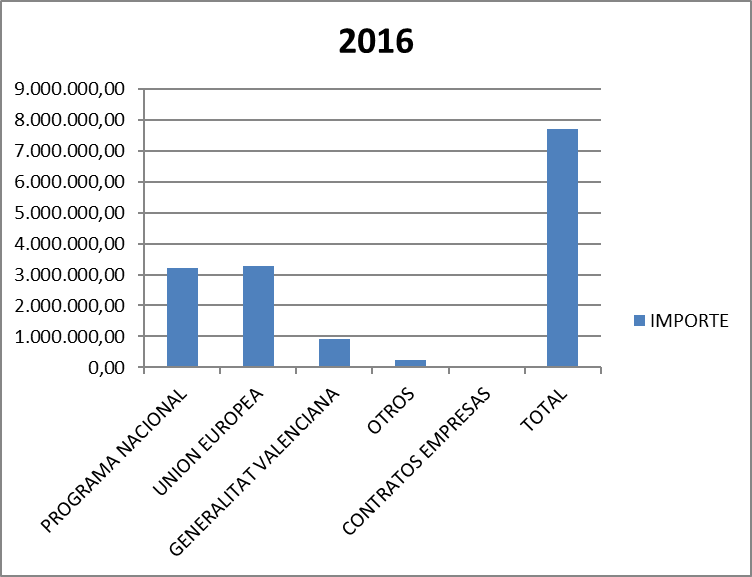 2016
9.000.000,00
8.000.000,00
7.000.000,00
6.000.000,00
5.000.000,00
4.000.000,00
3.000.000,00
2.000.000,00
1.000.000,00
0,00
IMPORTE
PROGRAMA NACIONAL
UNION EUROPEA
GENERALITAT VALENCIANA
OTROS
CONTRATOS EMPRESAS
TOTAL